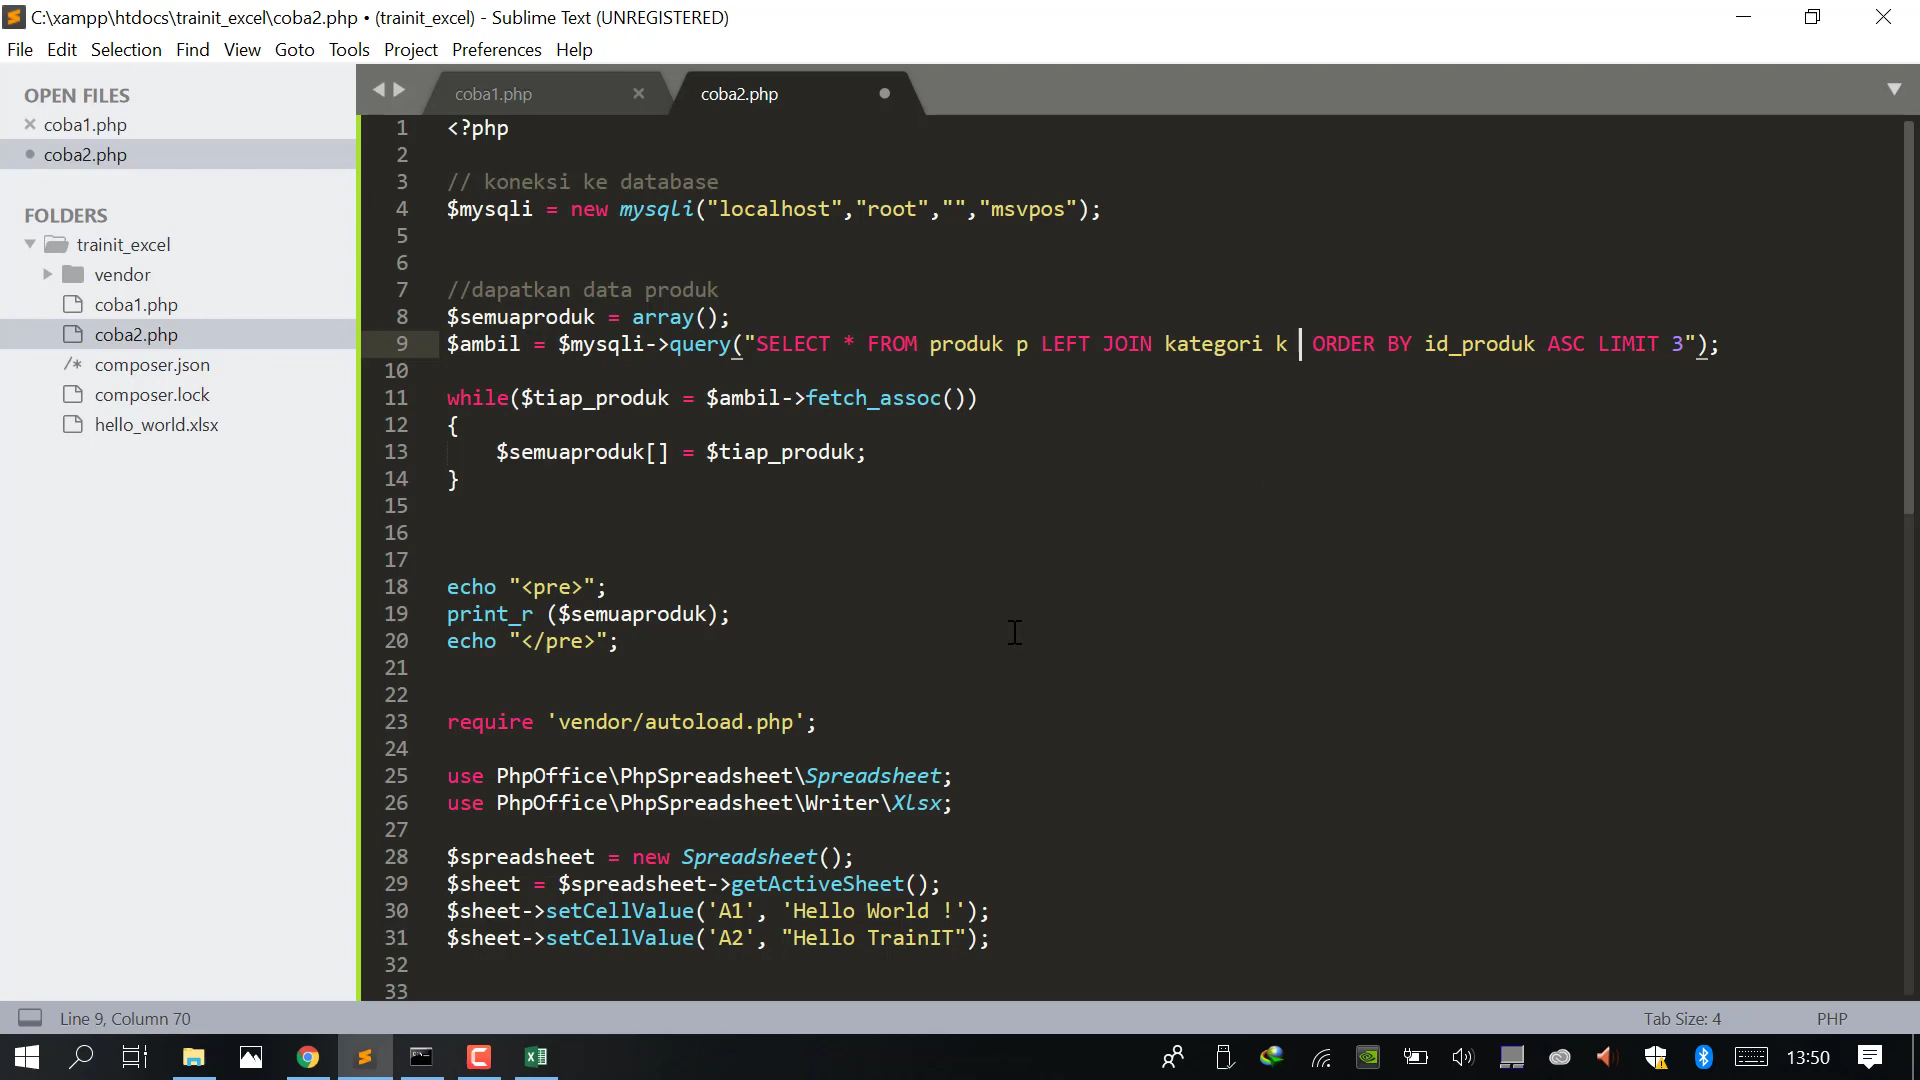 C:\xampp\htdocs\trainit_excel\coba2.php • (trainit_excel) - Sublime Text (UNREGISTERED)
File Edit Selection Find View Goto Tools Project Preferences Help
OPEN FILES
coba1.php
coba2.php
FOLDERS
trainit_excel
vendor
coba1.php
coba2.php
/* composer.json
composer.lock
hello_world.xlsx
coba1.php coba2.php
1 <?php
2
3 // koneksi ke database
4 $mysqli = new mysqli("localhost","root","","msvpos");
5
6
7 //dapatkan data produk
8 $semuaproduk = array();
9 $ambil = $mysqli->query("SELECT * FROM produk p LEFT JOIN kategori k  ORDER BY id_produk ASC LIMIT 3");
10
11 while($tiap_produk = $ambil->fetch_assoc())
12 {
13     $semuaproduk[] = $tiap_produk;
14 }
15
16
17
18 echo "<pre>";
19 print_r ($semuaproduk);
20 echo "</pre>";
21
22
23 require 'vendor/autoload.php';
24
25 use PhpOffice\PhpSpreadsheet\Spreadsheet;
26 use PhpOffice\PhpSpreadsheet\Writer\Xlsx;
27
28 $spreadsheet = new Spreadsheet();
29 $sheet = $spreadsheet->getActiveSheet();
30 $sheet->setCellValue('A1', 'Hello World !');
31 $sheet->setCellValue('A2', "Hello TrainIT");
32
33
Line 9, Column 70 Tab Size: 4 PHP
13:50